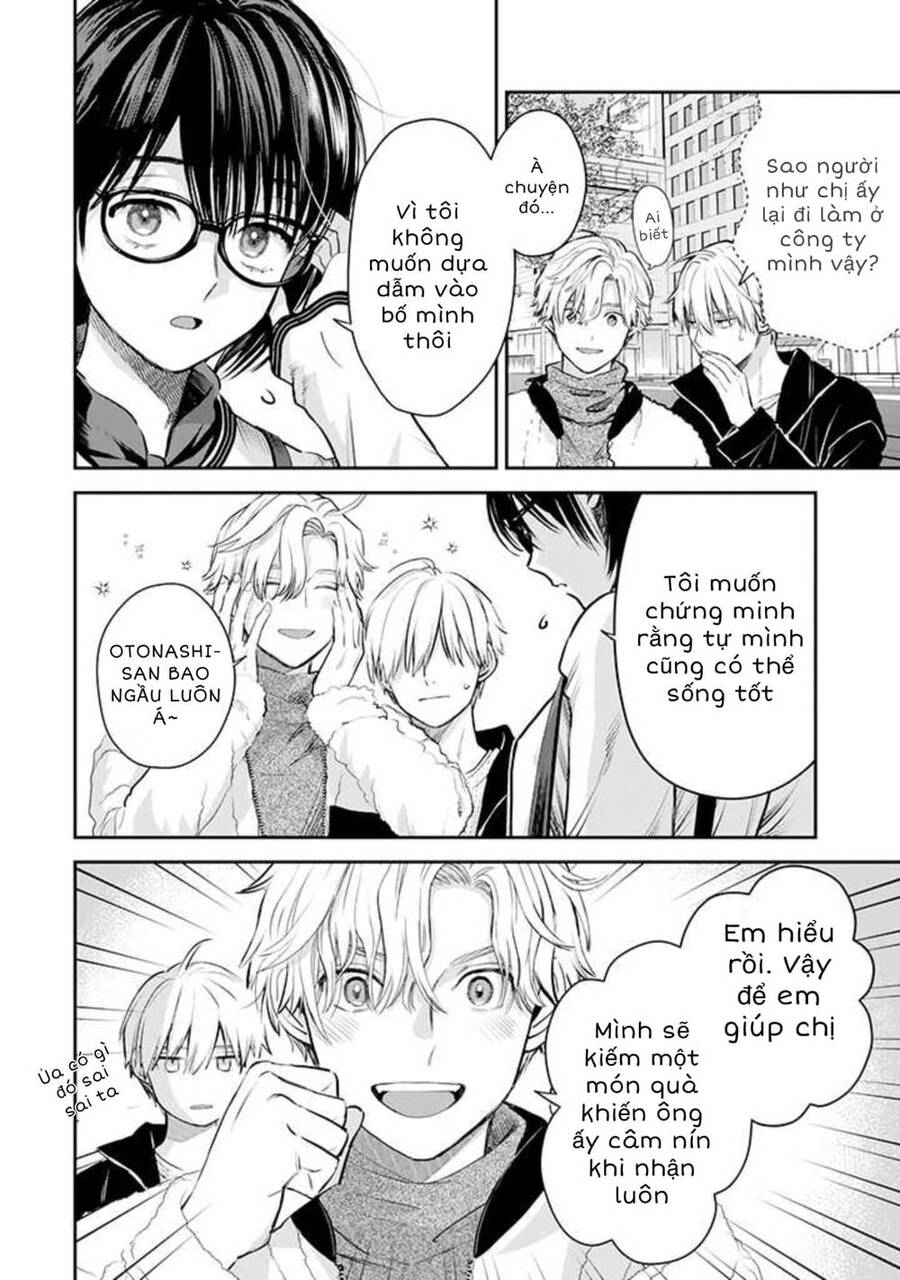 Sao người
như chị ấy
lại đi làm ở
công ty
mình vậy?
Ai
biết
À
chuyện
đó...
Vì tôi
không
muốn dựa
dẫm vào
bố mình
thôi
Tôi muốn
chứng minh
rằng tự mình
cũng có thể
sống tốt
OTONASHI-
SAN BAO
NGẦU LUÔN
Á~
Em hiểu
rồi. Vậy
để em
giúp chị
Mình sẽ
kiếm một
món quà
khiến ông
ấy câm nín
khi nhận
luôn
Ủa có gì
đó sai
sai ta